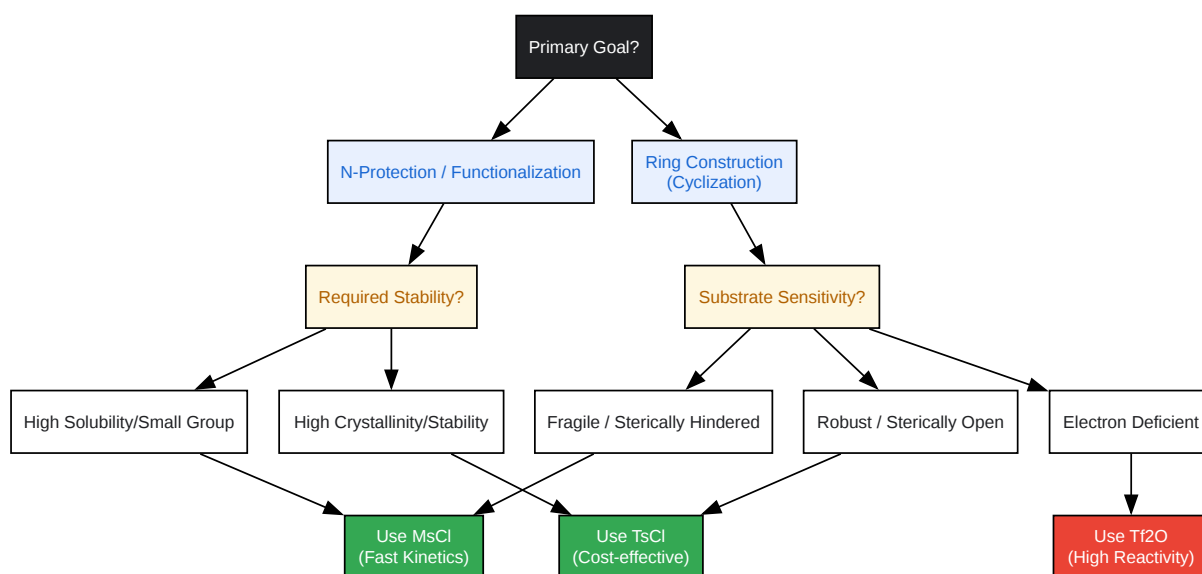 Primary Goal?
N-Protection / Functionalization
Ring Construction
(Cyclization)
Required Stability?
Substrate Sensitivity?
High Solubility/Small Group
High Crystallinity/Stability
Fragile / Sterically Hindered
Robust / Sterically Open
Electron Deficient
Use MsCl
(Fast Kinetics)
Use TsCl
(Cost-effective)
Use Tf2O
(High Reactivity)